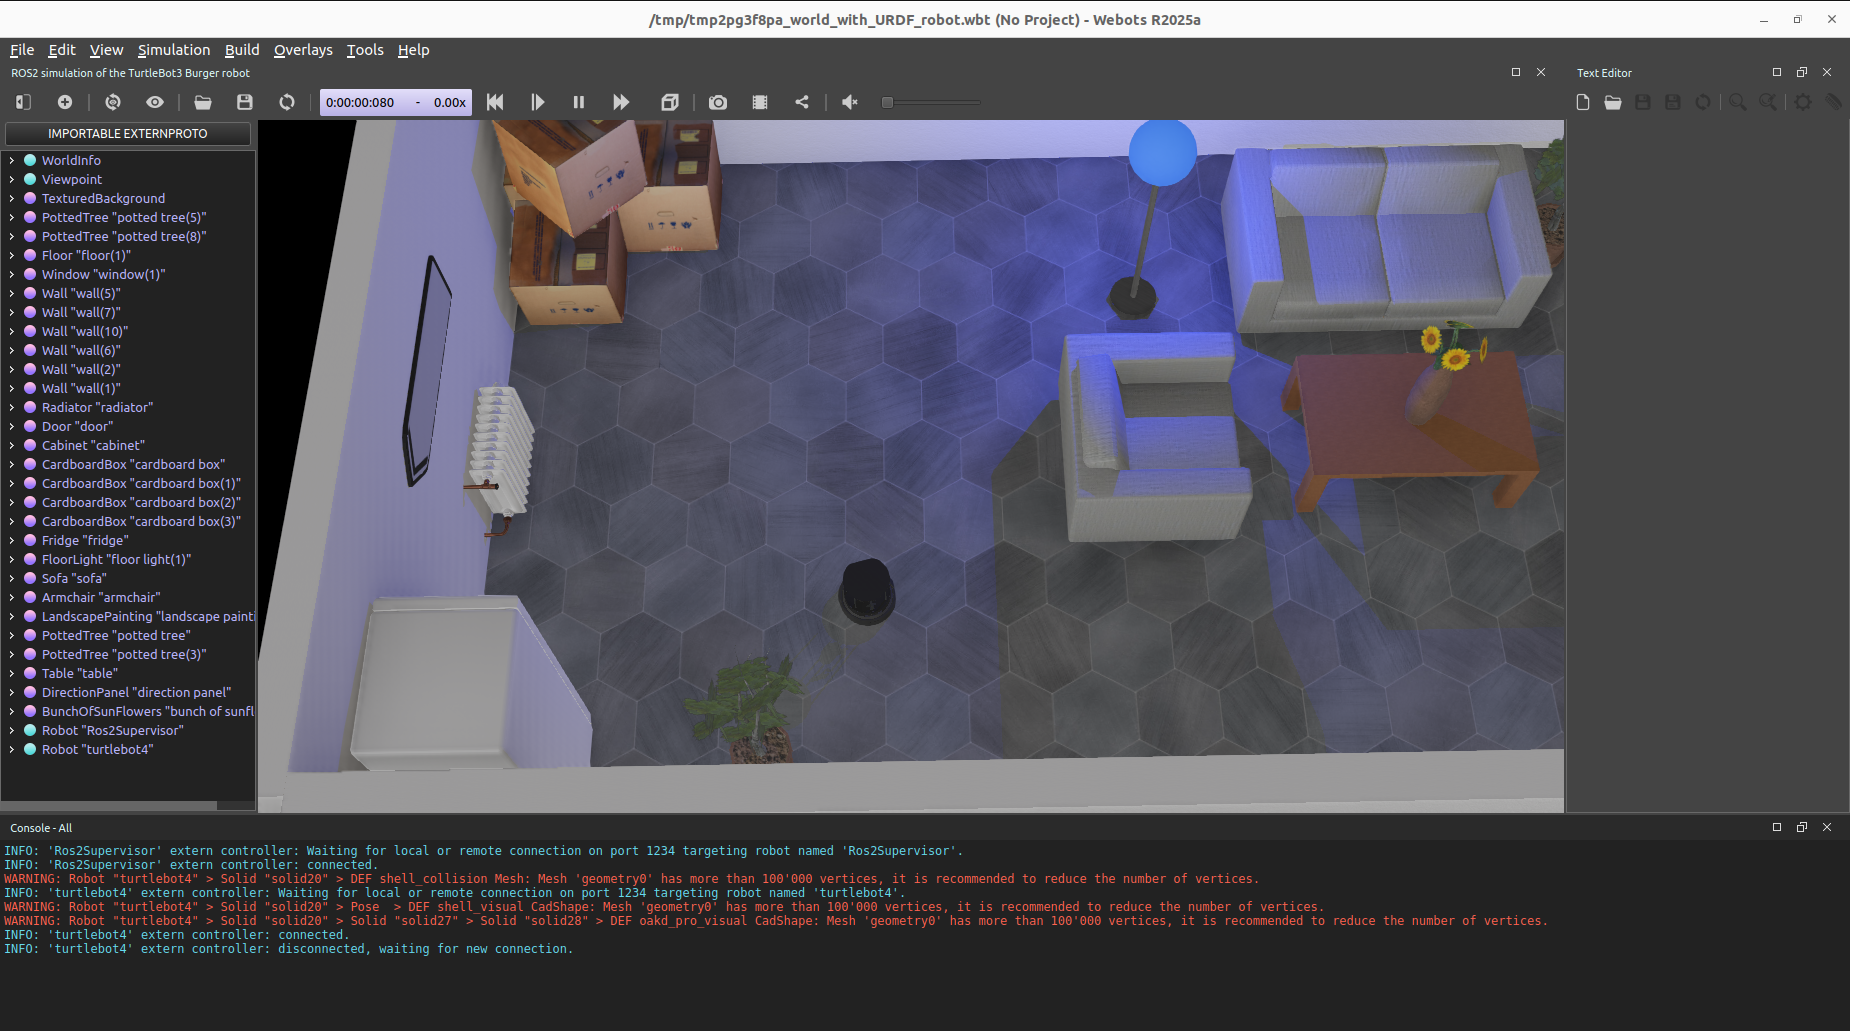 /tmp/tmp2pg3f8pa_world_with_URDF_robot.wbt (No Project) - Webots R2025a
File Edit View Simulation Build Overlays Tools Help
ROS2 simulation of the TurtleBot3 Burger robot
Text Editor
0:00:00:080 - 0.00x
IMPORTABLE EXTERNPROTO
WorldInfo
Viewpoint
TexturedBackground
PottedTree "potted tree(5)"
PottedTree "potted tree(8)"
Floor "floor(1)"
Window "window(1)"
Wall "wall(5)"
Wall "wall(7)"
Wall "wall(10)"
Wall "wall(6)"
Wall "wall(2)"
Wall "wall(1)"
Radiator "radiator"
Door "door"
Cabinet "cabinet"
CardboardBox "cardboard box"
CardboardBox "cardboard box(1)"
CardboardBox "cardboard box(2)"
CardboardBox "cardboard box(3)"
Fridge "fridge"
FloorLight "floor light(1)"
Sofa "sofa"
Armchair "armchair"
LandscapePainting "landscape painti
PottedTree "potted tree"
PottedTree "potted tree(3)"
Table "table"
DirectionPanel "direction panel"
BunchOfSunFlowers "bunch of sunfl
Robot "Ros2Supervisor"
Robot "turtlebot4"
Console - All
INFO: 'Ros2Supervisor' extern controller: Waiting for local or remote connection on port 1234 targeting robot named 'Ros2Supervisor'.
INFO: 'Ros2Supervisor' extern controller: connected.
WARNING: Robot "turtlebot4" > Solid "solid20" > DEF shell_collision Mesh: Mesh 'geometry0' has more than 100'000 vertices, it is recommended to reduce the number of vertices.
INFO: 'turtlebot4' extern controller: Waiting for local or remote connection on port 1234 targeting robot named 'turtlebot4'.
WARNING: Robot "turtlebot4" > Solid "solid20" > Pose  > DEF shell_visual CadShape: Mesh 'geometry0' has more than 100'000 vertices, it is recommended to reduce the number of vertices.
WARNING: Robot "turtlebot4" > Solid "solid20" > Solid "solid27" > Solid "solid28" > DEF oakd_pro_visual CadShape: Mesh 'geometry0' has more than 100'000 vertices, it is recommended to reduce the number of vertices.
INFO: 'turtlebot4' extern controller: connected.
INFO: 'turtlebot4' extern controller: disconnected, waiting for new connection.